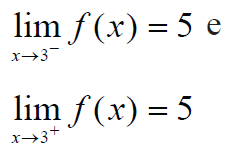 lim f(x) = 5 e
x→3⁻
lim f(x) = 5
x→3⁺